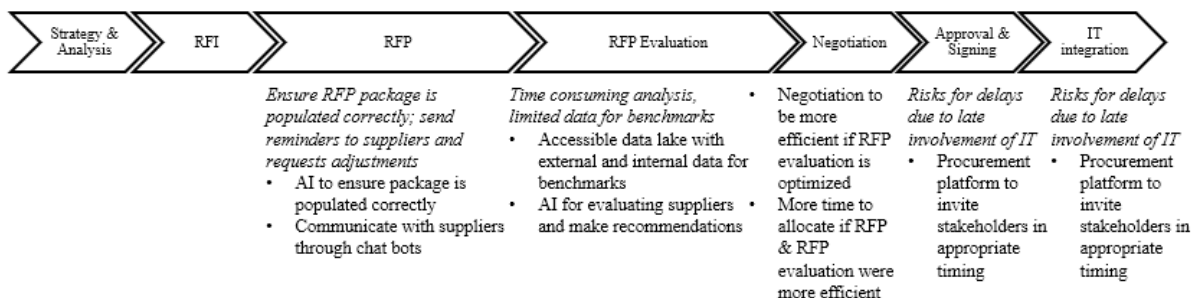 Strategy &
Analysis
RFI
RFP
RFP Evaluation
Negotiation
Approval &
Signing
IT
integration
Ensure RFP package is
populated correctly; send
reminders to suppliers and
requests adjustments
• AI to ensure package is
populated correctly
• Communicate with suppliers
through chat bots
Time consuming analysis,
limited data for benchmarks
• Accessible data lake with
external and internal data for
benchmarks
• AI for evaluating suppliers
and make recommendations
• Negotiation to
be more
efficient if RFP
evaluation is
optimized
• More time to
allocate if RFP
& RFP
evaluation were
more efficient
Risks for delays
due to late
involvement of IT
• Procurement
platform to
invite
stakeholders in
appropriate
timing
Risks for delays
due to late
involvement of IT
• Procurement
platform to
invite
stakeholders in
appropriate
timing